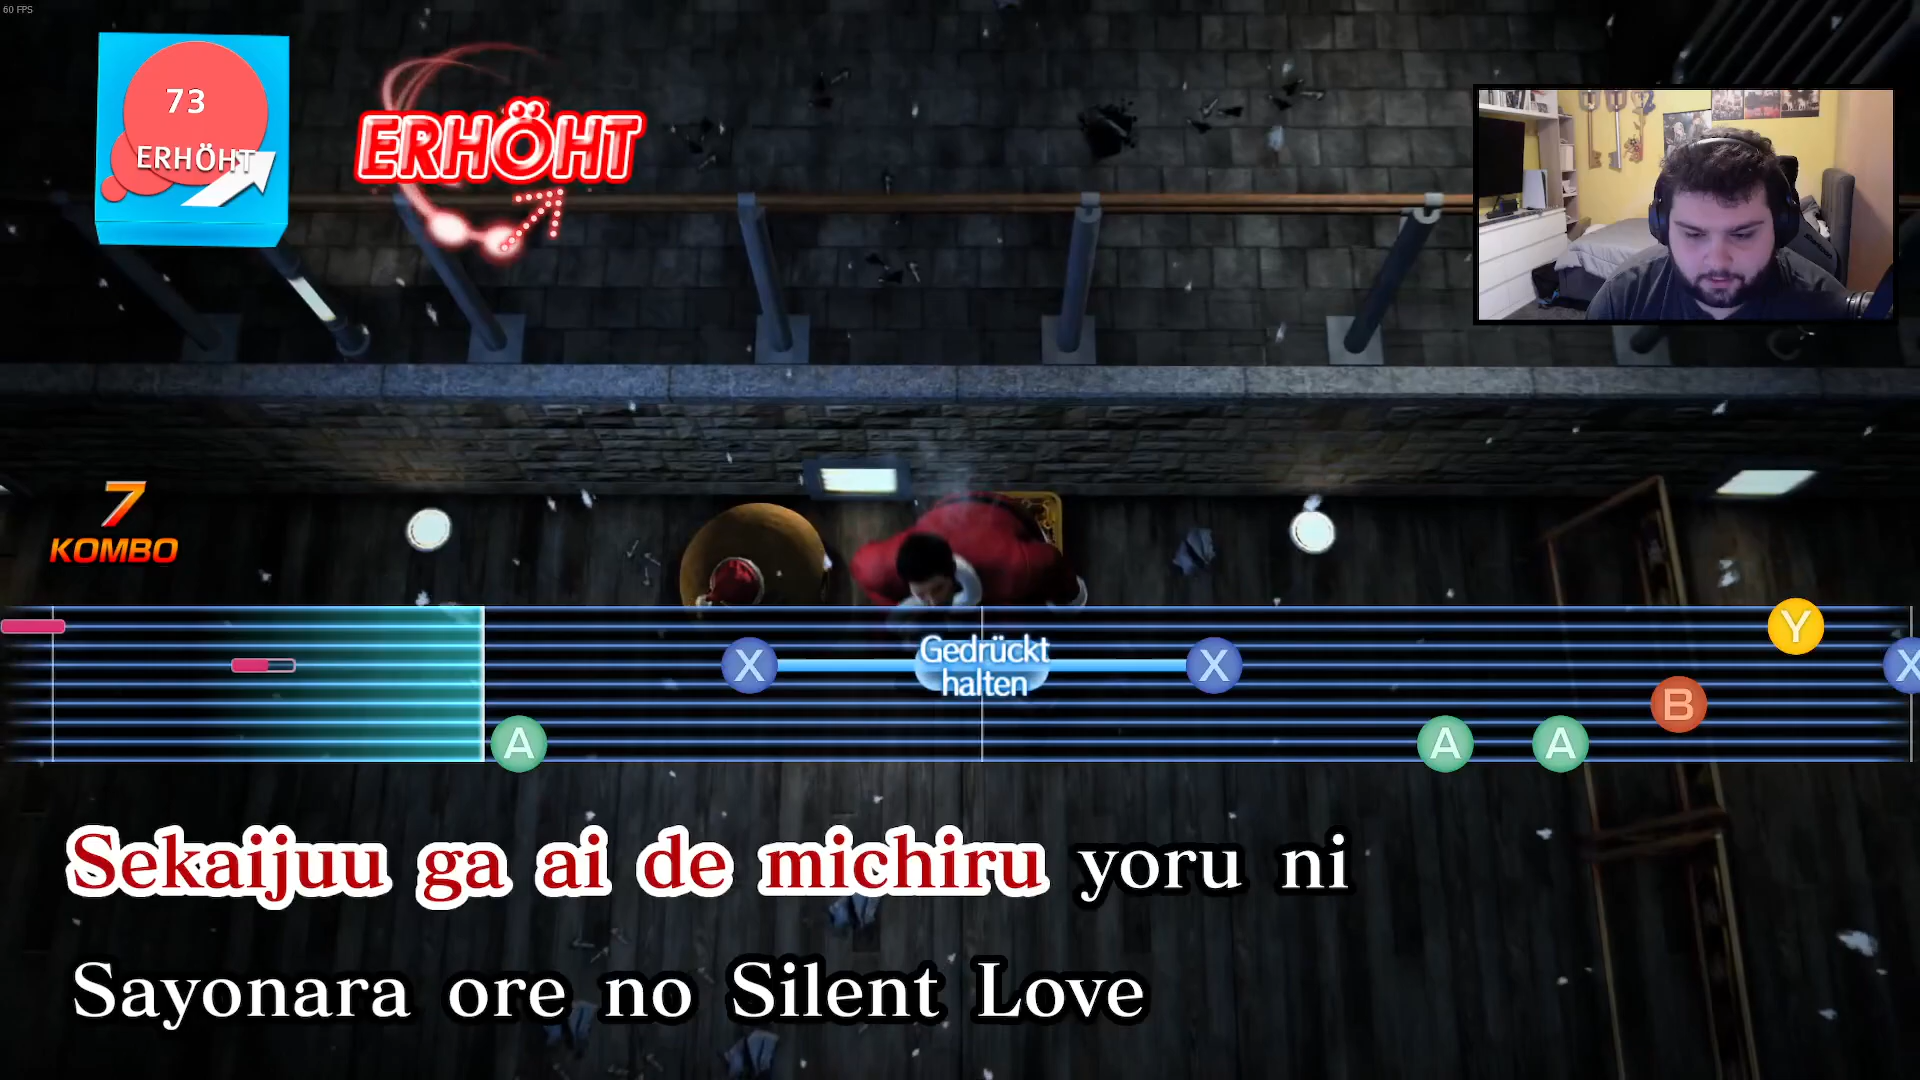 60 FPS
73
ERHÖHT
ERHÖHT
7
KOMBO
Gedrückt
halten
X
X
Y
X
B
A
A
A
Sekaijuu ga ai de michiru yoru ni
Sayonara ore no Silent Love